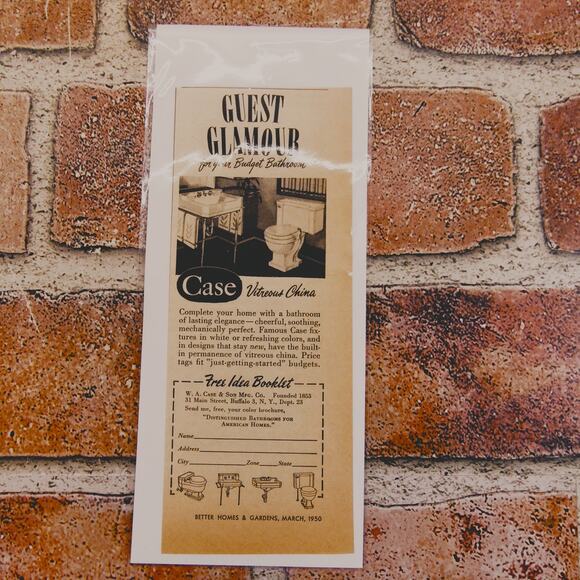 GUEST
GLAMOUR
for your Budget Bathroom
Case Vitreous China
Complete your home with a bathroom
of lasting elegance—cheerful, soothing,
mechanically perfect. Famous Case fix-
tures in white or refreshing colors, and
in designs that stay new, have the built-
in permanence of vitreous china. Price
tags fit "just-getting-started" budgets.
Free Idea Booklet
W. A. Case & Son Mfg. Co. Founded 1853
31 Main Street, Buffalo 3, N. Y., Dept. 23
Send me, free, your color brochure,
"Distinguished Bathrooms for
American Homes."
Name
Address
City Zone State
BETTER HOMES & GARDENS, MARCH, 1950